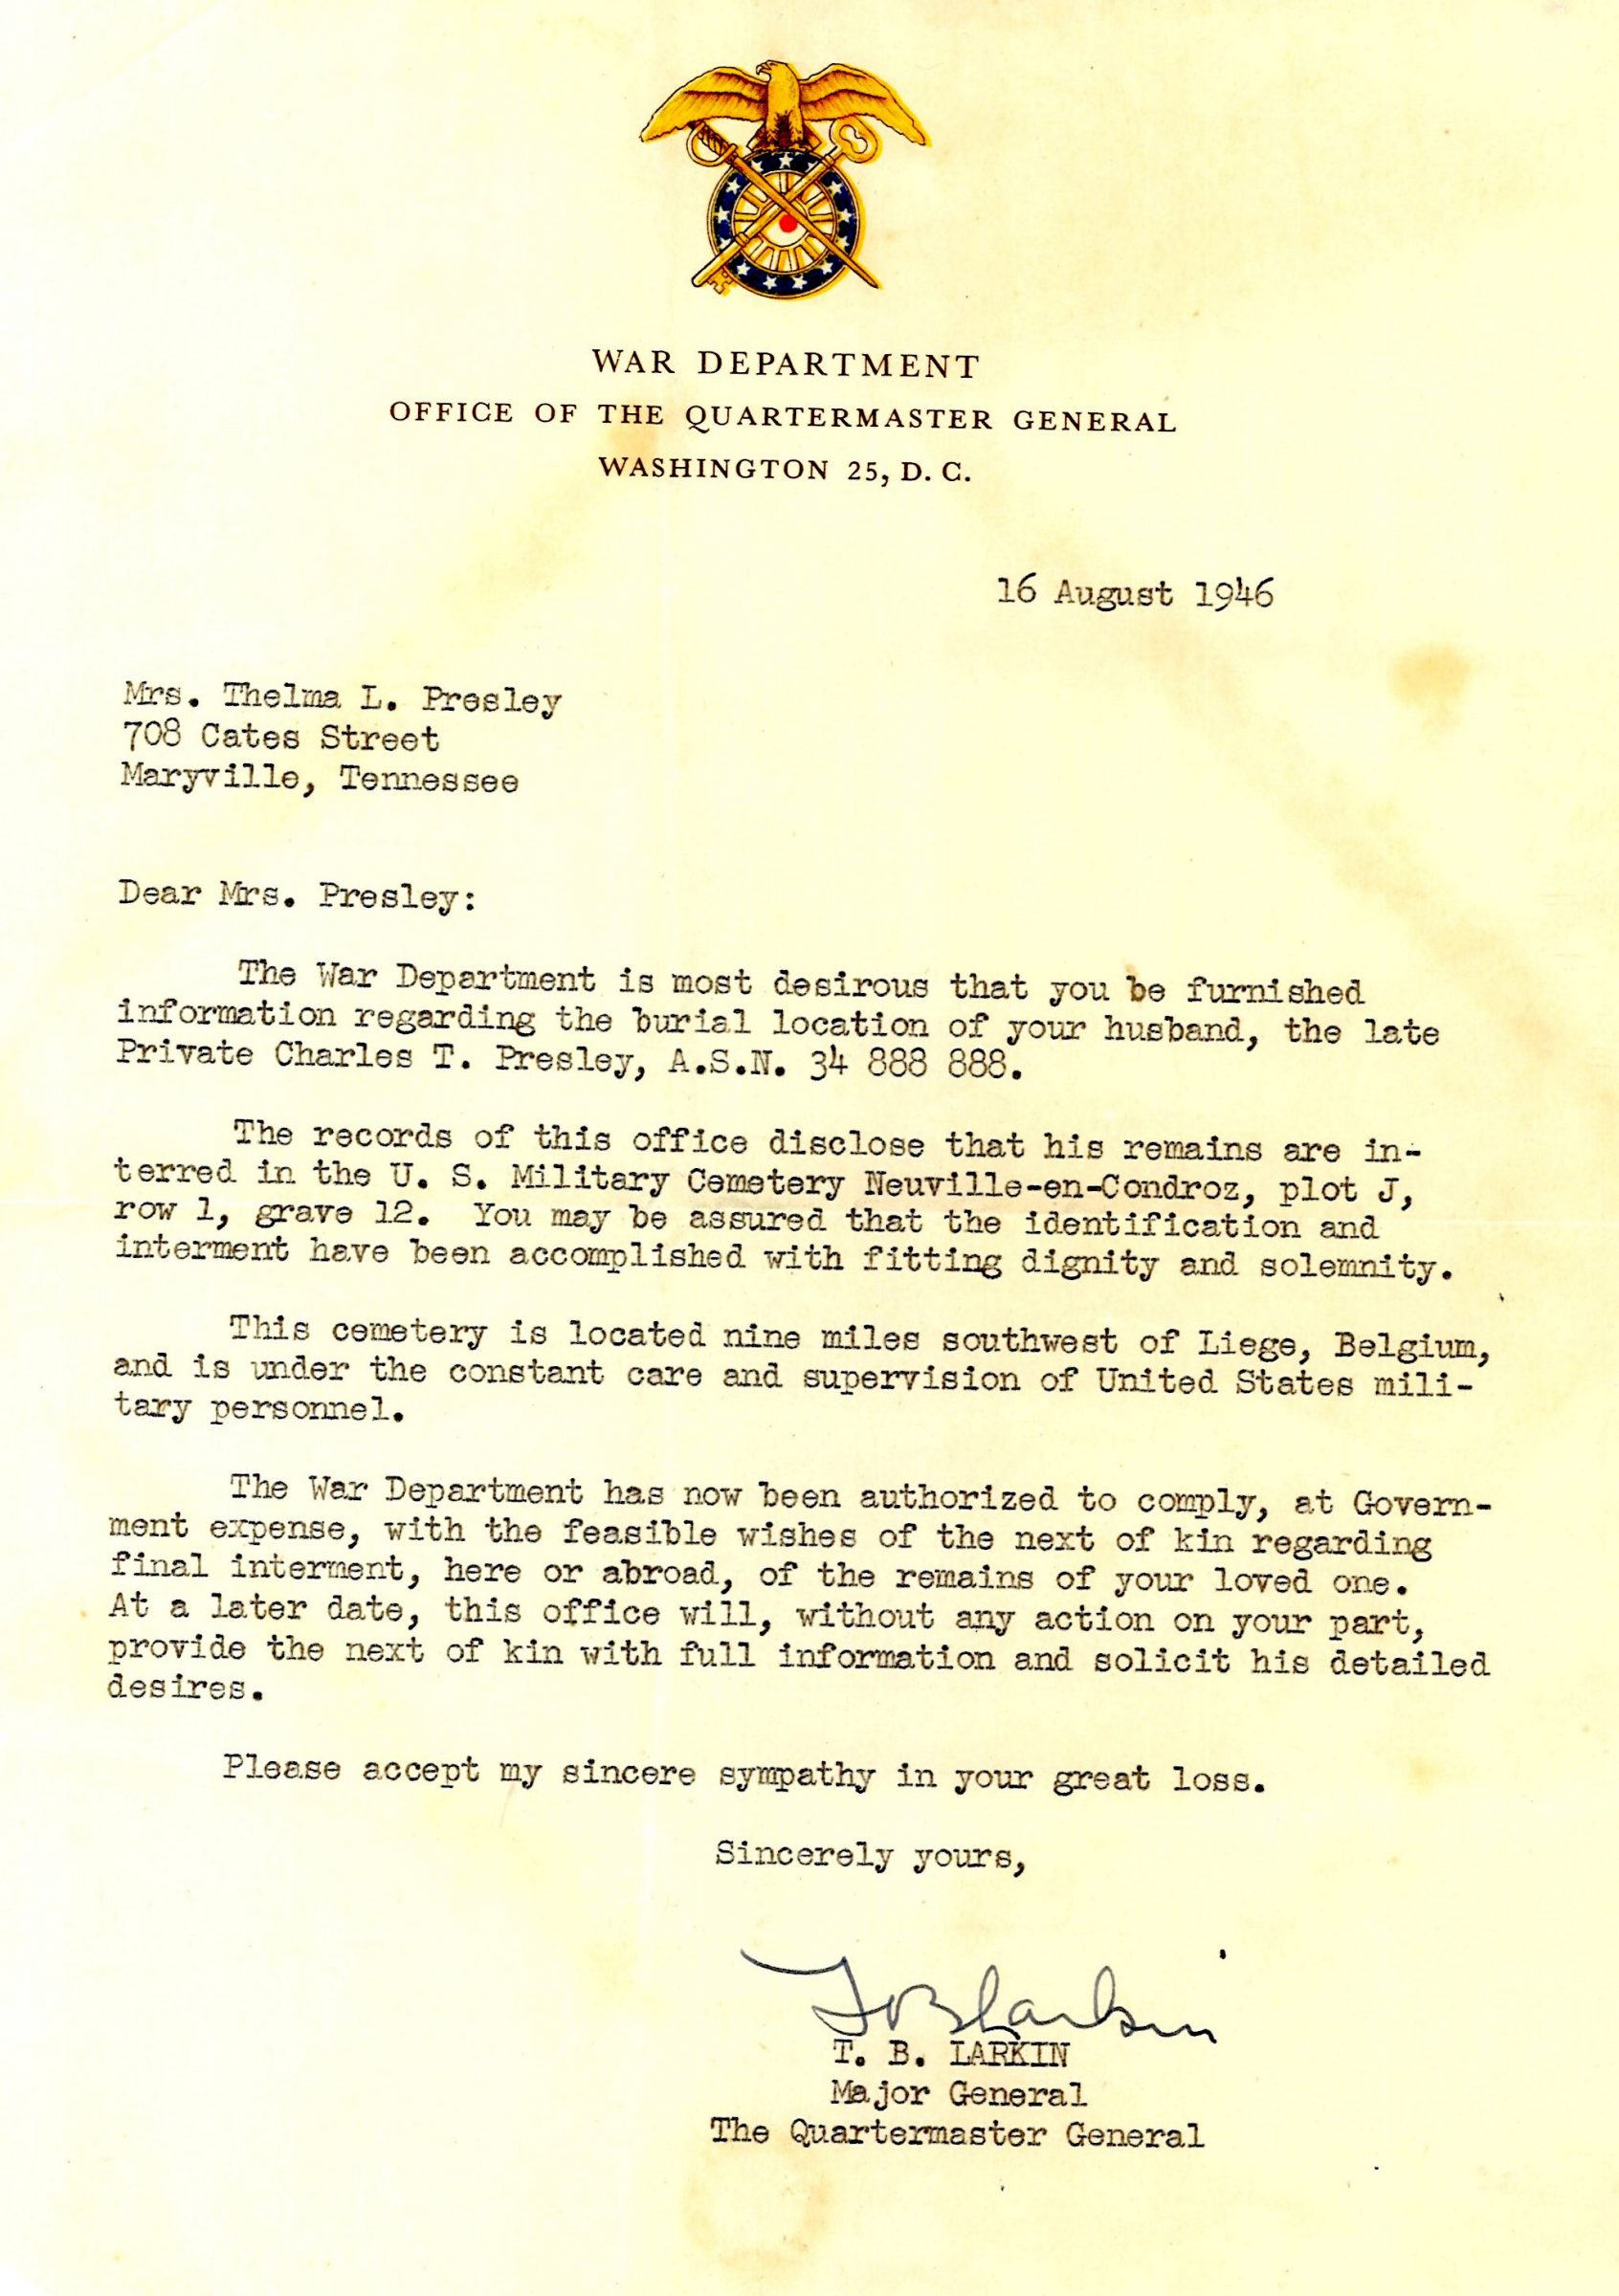 WAR DEPARTMENT
OFFICE OF THE QUARTERMASTER GENERAL
WASHINGTON 25, D. C.
16 August 1946
Mrs. Thelma L. Presley
708 Cates Street
Maryville, Tennessee
Dear Mrs. Presley:
The War Department is most desirous that you be furnished
information regarding the burial location of your husband, the late
Private Charles T. Presley, A.S.N. 34 888 888.
The records of this office disclose that his remains are in-
terred in the U. S. Military Cemetery Neuville-en-Condroz, plot J,
row 1, grave 12. You may be assured that the identification and
interment have been accomplished with fitting dignity and solemnity.
This cemetery is located nine miles southwest of Liege, Belgium,
and is under the constant care and supervision of United States mili-
tary personnel.
The War Department has now been authorized to comply, at Govern-
ment expense, with the feasible wishes of the next of kin regarding
final interment, here or abroad, of the remains of your loved one.
At a later date, this office will, without any action on your part,
provide the next of kin with full information and solicit his detailed
desires.
Please accept my sincere sympathy in your great loss.
Sincerely yours,
T B Larkin
T. B. LARKIN
Major General
The Quartermaster General